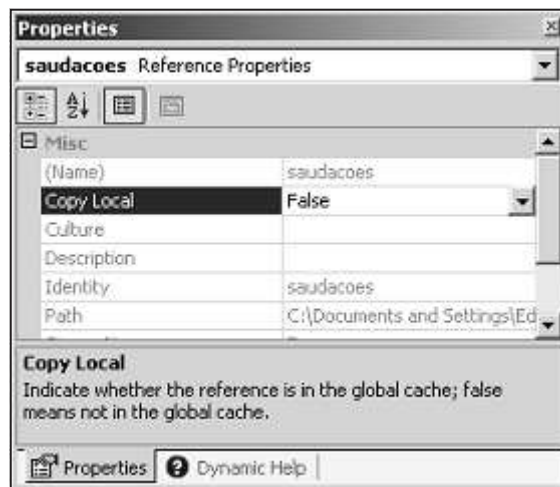 Properties
saudacoes Reference Properties
Misc
(Name) saudacoes
Copy Local False
Culture
Description
Identity saudacoes
Path C:\Documents and Settings\Ed
Copy Local
Indicate whether the reference is in the global cache; false
means not in the global cache.
Properties Dynamic Help